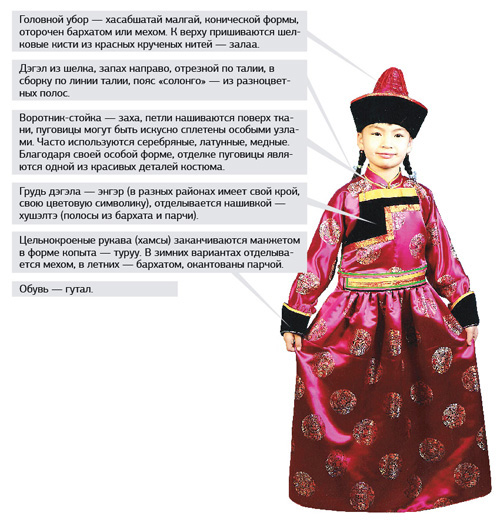 Головной убор — хасабшатай малгай, конической формы,
оторочен бархатом или мехом. К верху пришиваются шел-
ковые кисти из красных крученых нитей — залаа.
Дэгэл из шелка, запах направо, отрезной по талии, в
сборку по линии талии, пояс «солонго» — из разноцвет-
ных полос.
Воротник-стойка — заха, петли нашиваются поверх тка-
ни, пуговицы могут быть искусно сплетены особыми узла-
ми. Часто используются серебряные, латунные, медные.
Благодаря своей особой форме, отделке пуговицы явля-
ются одной из красивых деталей костюма.
Грудь дэгэла — энгэр (в разных районах имеет свой крой,
свою цветовую символику), отделывается нашивкой —
хушэлтэ (полосы из бархата и парчи).
Цельнокроеные рукава (хамсы) заканчиваются манжетом
в форме копыта — туруу. В зимних вариантах отделыва-
ется мехом, в летних — бархатом, окантованы парчой.
Обувь — гутал.